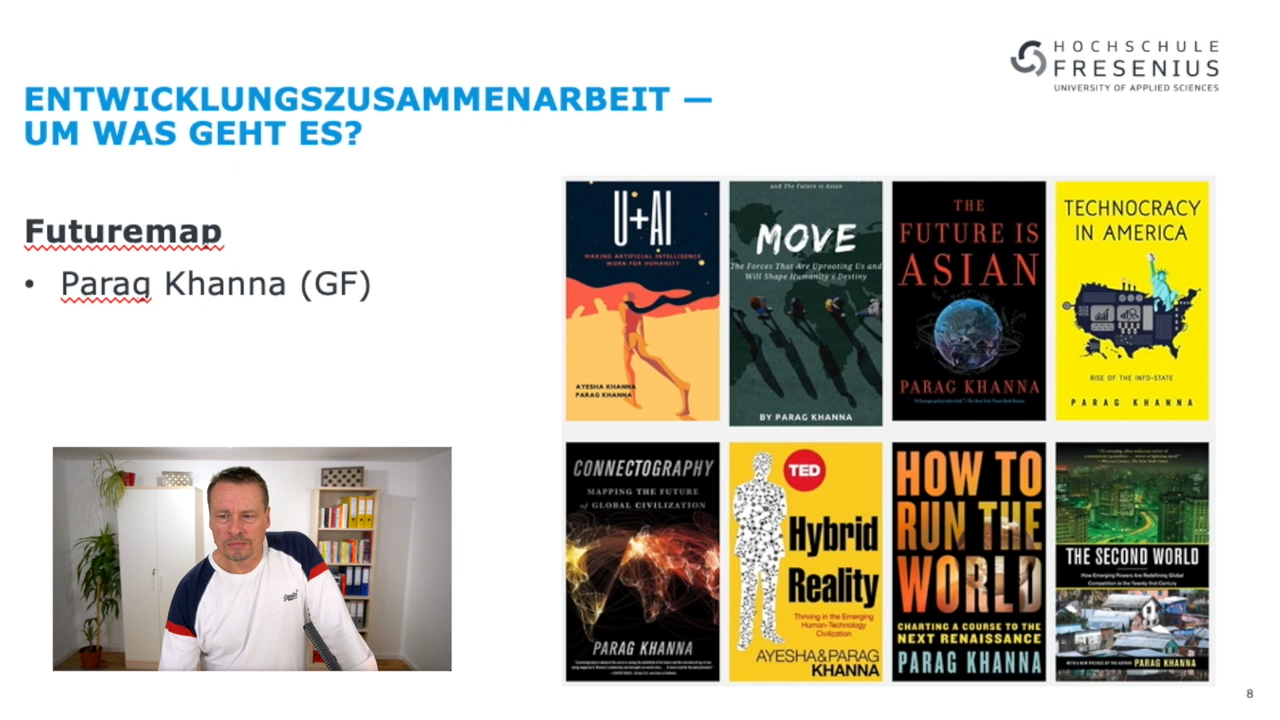 HOCHSCHULE
FRESENIUS
UNIVERSITY OF APPLIED SCIENCES
ENTWICKLUNGSZUSAMMENARBEIT —
UM WAS GEHT ES?
Futuremap
• Parag Khanna (GF)
U+AI
MAKING ARTIFICIAL INTELLIGENCE
WORK FOR HUMANITY
AYESHA KHANNA
PARAG KHANNA
and The Future is Asian
MOVE
The Forces That Are Uprooting Us and
Will Shape Humanity's Destiny
BY PARAG KHANNA
THE
FUTURE IS
ASIAN
PARAG KHANNA
TECHNOCRACY
IN AMERICA
RISE OF THE INFO-STATE
PARAG KHANNA
CONNECTOGRAPHY
MAPPING THE FUTURE
of GLOBAL CIVILIZATION
PARAG KHANNA
TED
Hybrid
Reality
Thriving in the Emerging
Human-Technology
Civilization
AYESHA & PARAG
KHANNA
HOW TO
RUN THE
WORLD
CHARTING A COURSE TO THE
NEXT RENAISSANCE
PARAG KHANNA
THE SECOND WORLD
How Emerging Powers Are Redefining Global
Competition in the Twenty-first Century
WITH A NEW PREFACE BY THE AUTHOR PARAG KHANNA
8